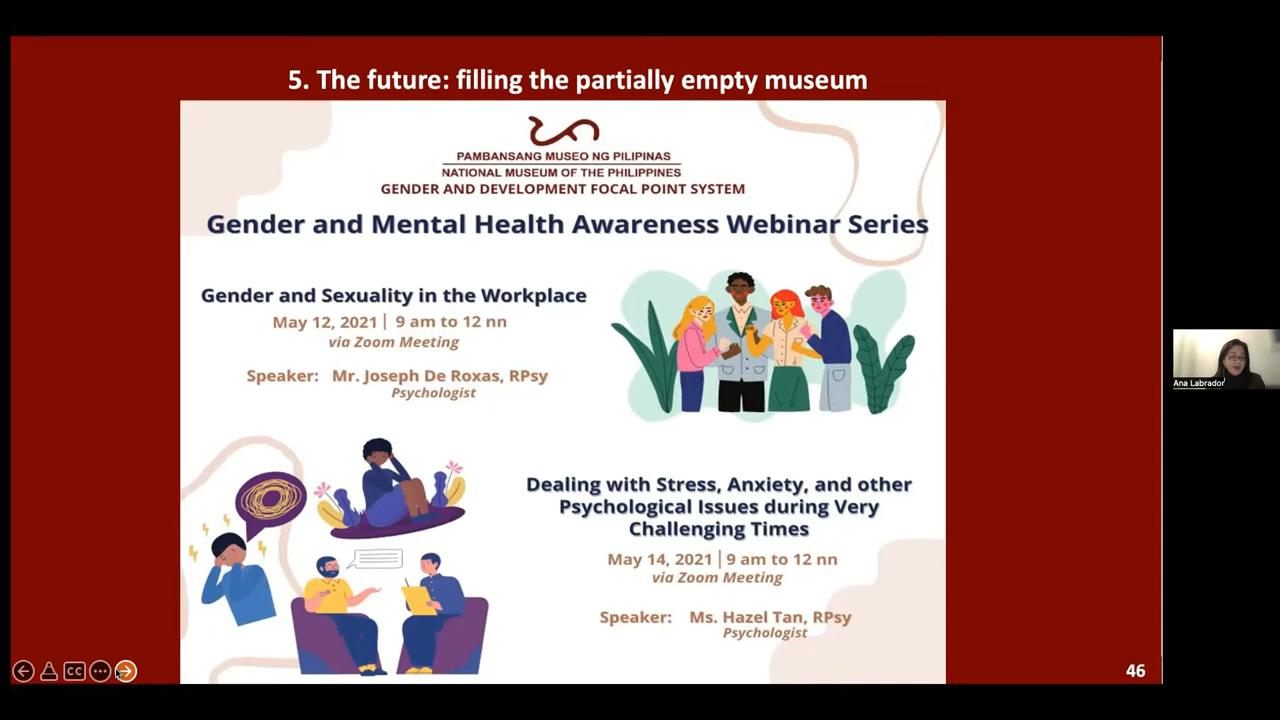 5. The future: filling the partially empty museum
PAMBANSANG MUSEO NG PILIPINAS
NATIONAL MUSEUM OF THE PHILIPPINES
GENDER AND DEVELOPMENT FOCAL POINT SYSTEM
Gender and Mental Health Awareness Webinar Series
Gender and Sexuality in the Workplace
May 12, 2021 | 9 am to 12 nn
via Zoom Meeting
Speaker: Mr. Joseph De Roxas, RPsy
Psychologist
Dealing with Stress, Anxiety, and other
Psychological Issues during Very
Challenging Times
May 14, 2021 | 9 am to 12 nn
via Zoom Meeting
Speaker: Ms. Hazel Tan, RPsy
Psychologist
CC
46
Ana Labrador